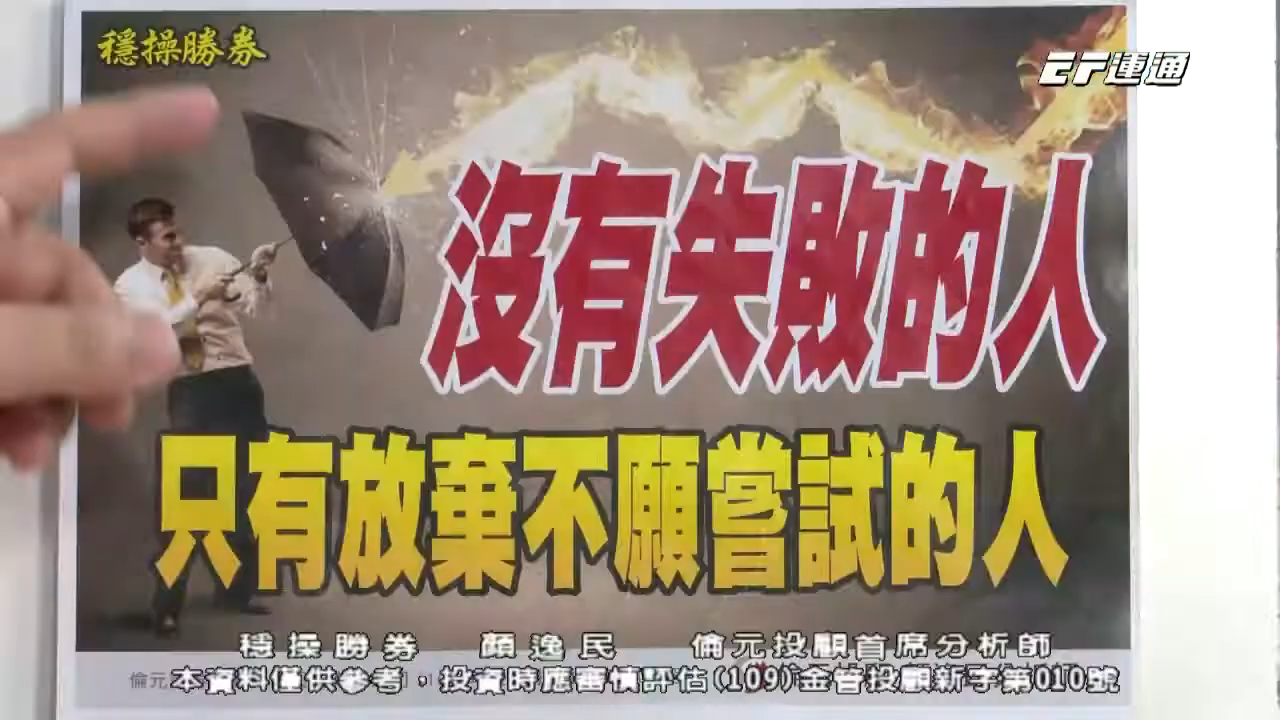 穩操勝券
EF運通
沒有失敗的人
只有放棄不願嘗試的人
穩操勝券 顏逸民 倫元投顧首席分析師
倫元
本資料僅供參考，投資時應審慎評估(109)金管投顧新字第010號